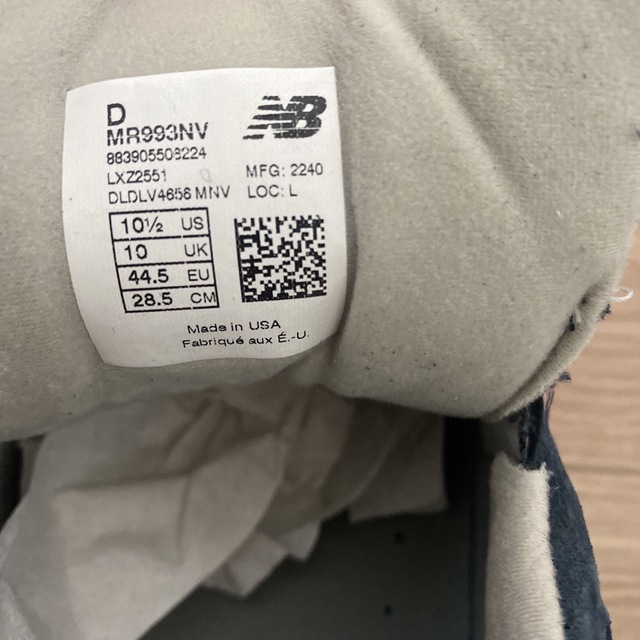 D
NB
MR993NV
883905506224
LXZ2551
MFG: 2240
DLDLV4656 MNV
LOC: L
10½ US
10 UK
44.5 EU
28.5 CM
Made in USA
Fabriqué aux É.-U.